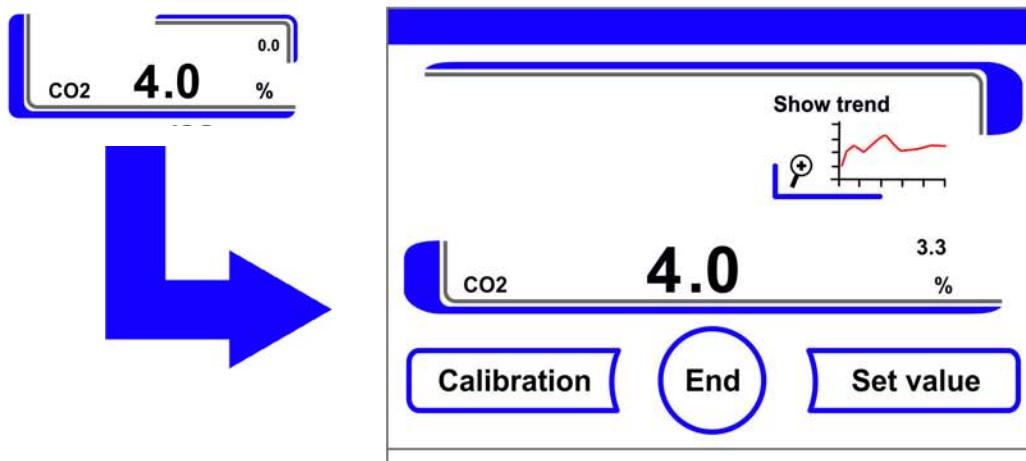 0.0
CO2 4.0 %
Show trend
3.3
CO2 4.0 %
Calibration End Set value